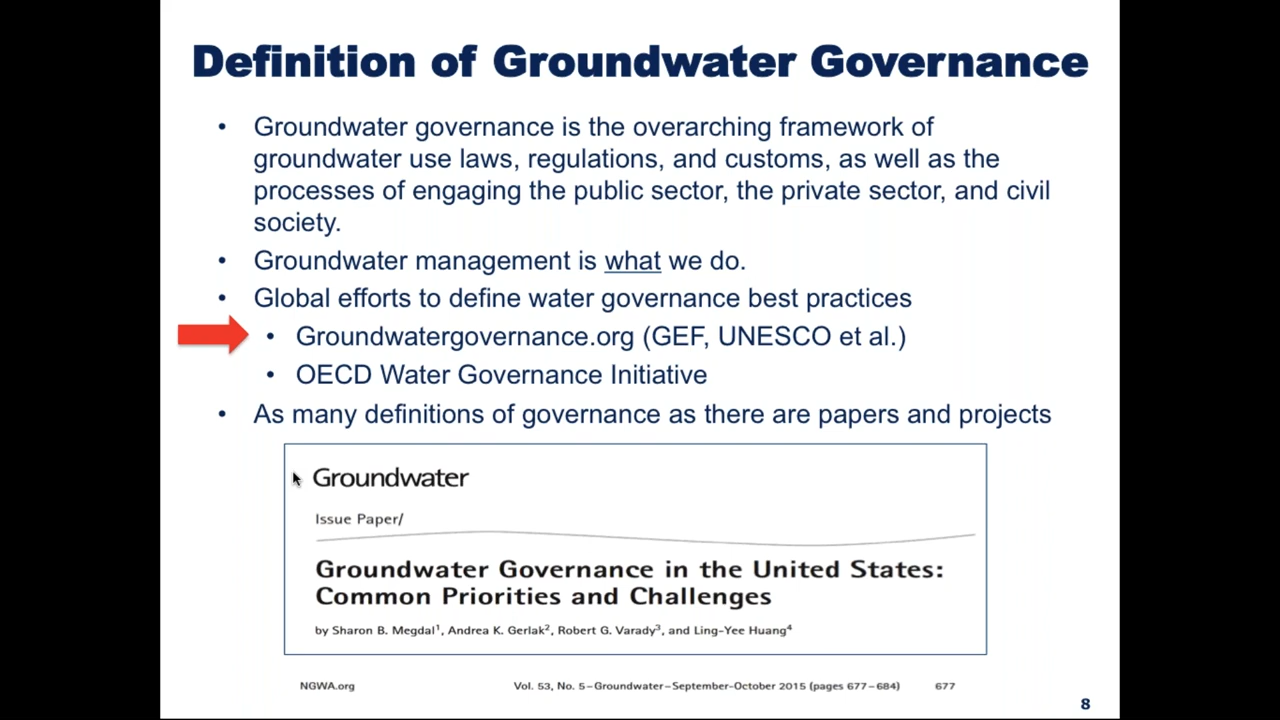 Definition of Groundwater Governance
• Groundwater governance is the overarching framework of
groundwater use laws, regulations, and customs, as well as the
processes of engaging the public sector, the private sector, and civil
society.
• Groundwater management is what we do.
• Global efforts to define water governance best practices
• Groundwatergovernance.org (GEF, UNESCO et al.)
• OECD Water Governance Initiative
• As many definitions of governance as there are papers and projects
Groundwater
Issue Paper/
Groundwater Governance in the United States:
Common Priorities and Challenges
by Sharon B. Megdal¹, Andrea K. Gerlak², Robert G. Varady³, and Ling-Yee Huang⁴
NGWA.org Vol. 53, No. 5–Groundwater–September-October 2015 (pages 677–684) 677
8